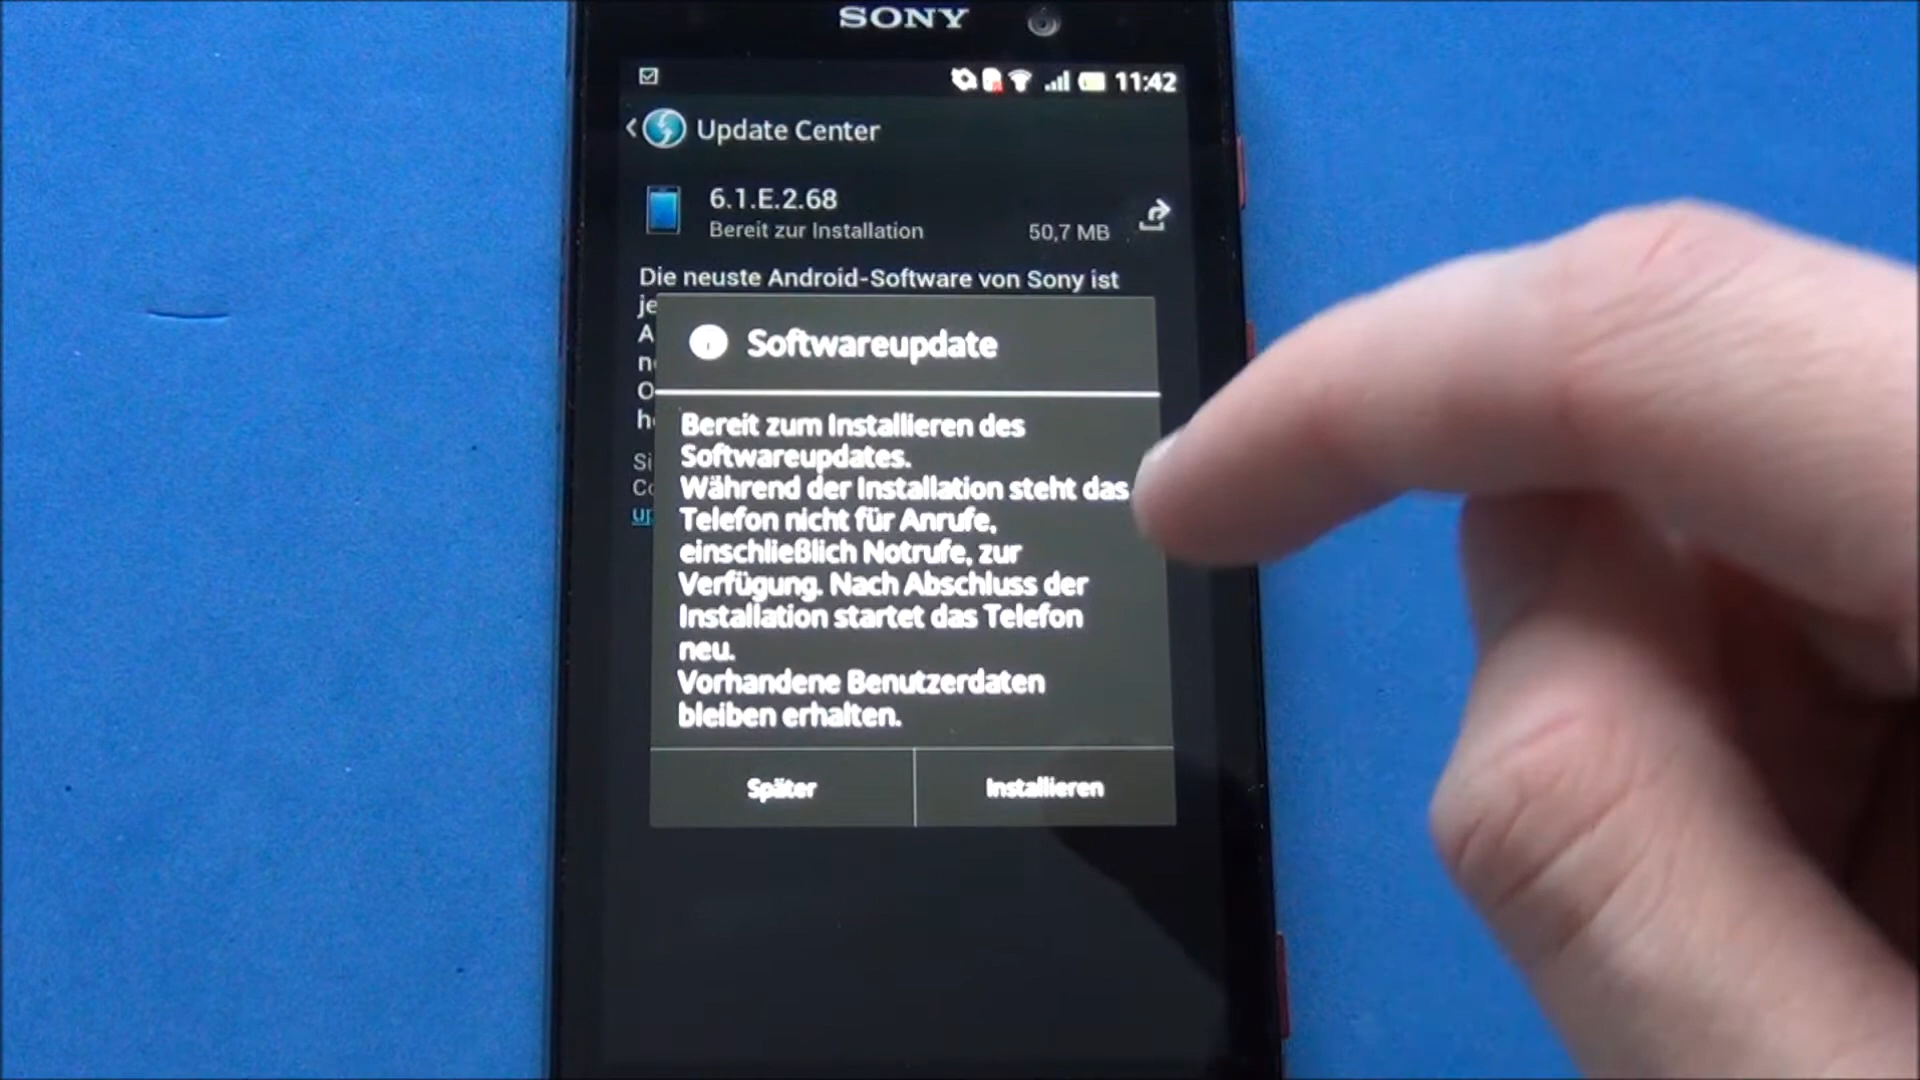 SONY
11:42
Update Center
6.1.E.2.68
Bereit zur Installation 50,7 MB
Die neuste Android-Software von Sony ist
Softwareupdate
Bereit zum Installieren des
Softwareupdates.
Während der Installation steht das
Telefon nicht für Anrufe,
einschließlich Notrufe, zur
Verfügung. Nach Abschluss der
Installation startet das Telefon
neu.
Vorhandene Benutzerdaten
bleiben erhalten.
Später Installieren